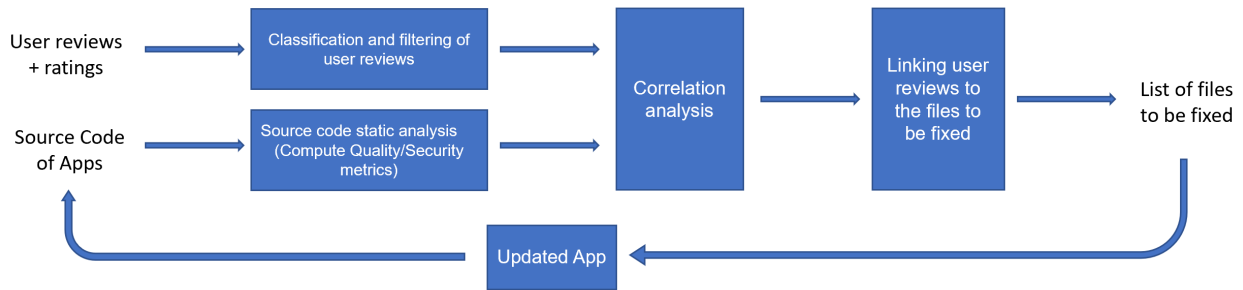 User reviews
+ ratings
Classification and filtering of
user reviews
Source Code
of Apps
Source code static analysis
(Compute Quality/Security
metrics)
Correlation
analysis
Linking user
reviews to
the files to
be fixed
List of files
to be fixed
Updated App